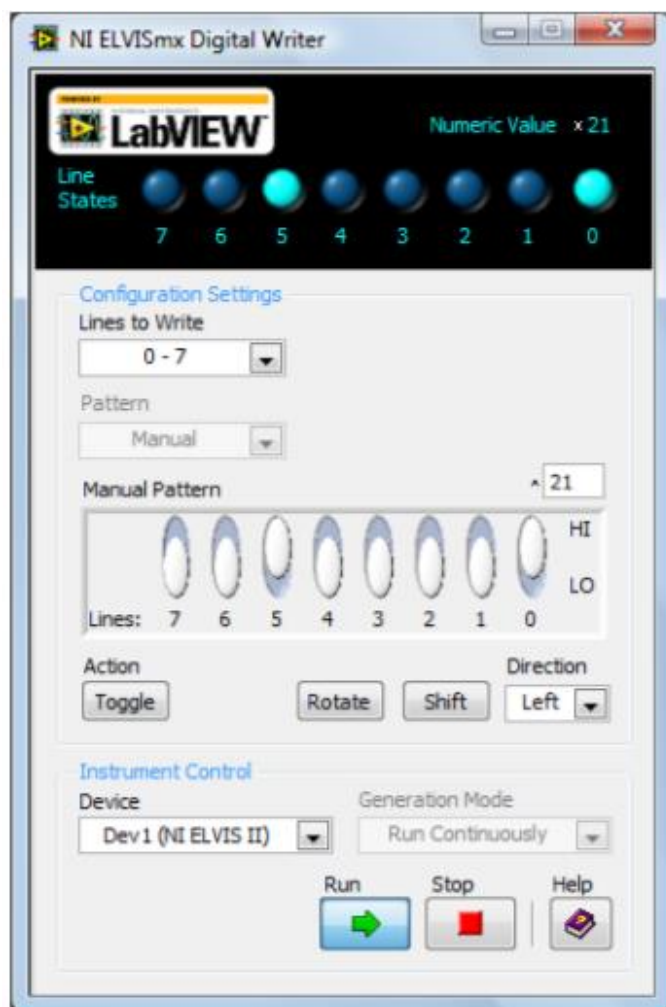 NI ELVISmx Digital Writer
LabVIEW
Numeric Value x 21
Line
States
7 6 5 4 3 2 1 0
Configuration Settings
Lines to Write
0 - 7
Pattern
Manual
Manual Pattern
21
HI
LO
Lines: 7 6 5 4 3 2 1 0
Action
Direction
Toggle Rotate Shift Left
Instrument Control
Device Generation Mode
Dev1 (NI ELVIS II) Run Continuously
Run Stop Help